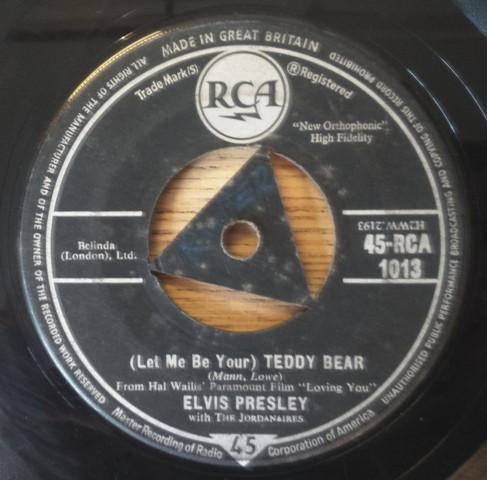 MADE IN GREAT BRITAIN
ALL RIGHTS OF THE MANUFACTURER AND OF THE OWNER OF THE RECORDED WORK RESERVED
UNAUTHORISED PUBLIC PERFORMANCE BROADCASTING AND COPYING OF THIS RECORD PROHIBITED
Trade Mark(S)
®Registered
RCA
"New Orthophonic"
High Fidelity
Belinda
(London), Ltd.
H2WW.2193
45-RCA
1013
(Let Me Be Your) TEDDY BEAR
(Mann, Lowe)
From Hal Wallis' Paramount Film "Loving You"
ELVIS PRESLEY
with THE JORDANAIRES
Master Recording of Radio
45
Corporation of America